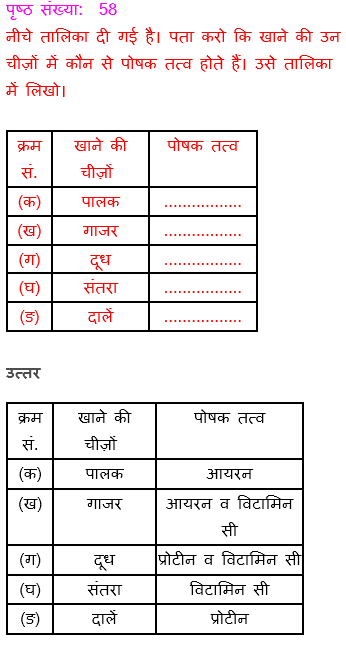 पृष्ठ संख्या: 58
नीचे तालिका दी गई है। पता करो कि खाने की उन
चीज़ों में कौन से पोषक तत्व होते हैं। उसे तालिका
में लिखो।
क्रम सं. खाने की चीज़ों पोषक तत्व
(क) पालक .................
(ख) गाजर .................
(ग) दूध .................
(घ) संतरा .................
(ङ) दालें .................
उत्तर
क्रम सं. खाने की चीज़ों पोषक तत्व
(क) पालक आयरन
(ख) गाजर आयरन व विटामिन सी
(ग) दूध प्रोटीन व विटामिन सी
(घ) संतरा विटामिन सी
(ङ) दालें प्रोटीन